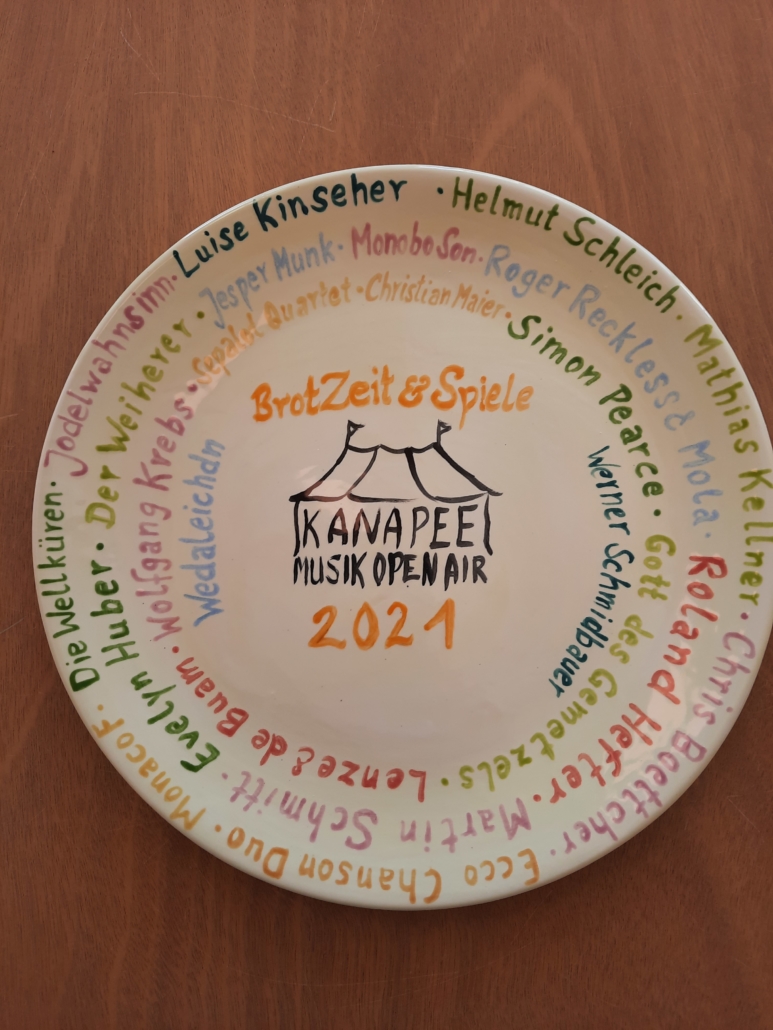 Luise Kinseher · Helmut Schleich · Mathias Kellner · Chris Boettcher · Ecco Chanson Duo · Monaco F. · Die Wellküren · Jodelwahnsinn ·
Jesper Munk · Monobo Son · Roger Reckless & Mola · Roland Hefter · Martin Schmitt · Evelyn Huber · Der Weiherer ·
Cepalot Quartet · Christian Maier · Simon Pearce · Gott des Gemetzels · Lenze & de Buam · Wolfgang Krebs ·
Wedaleichdn
Werner Schmidbauer
BrotZeit & Spiele
KANAPEE
MUSIK OPEN AIR
2021